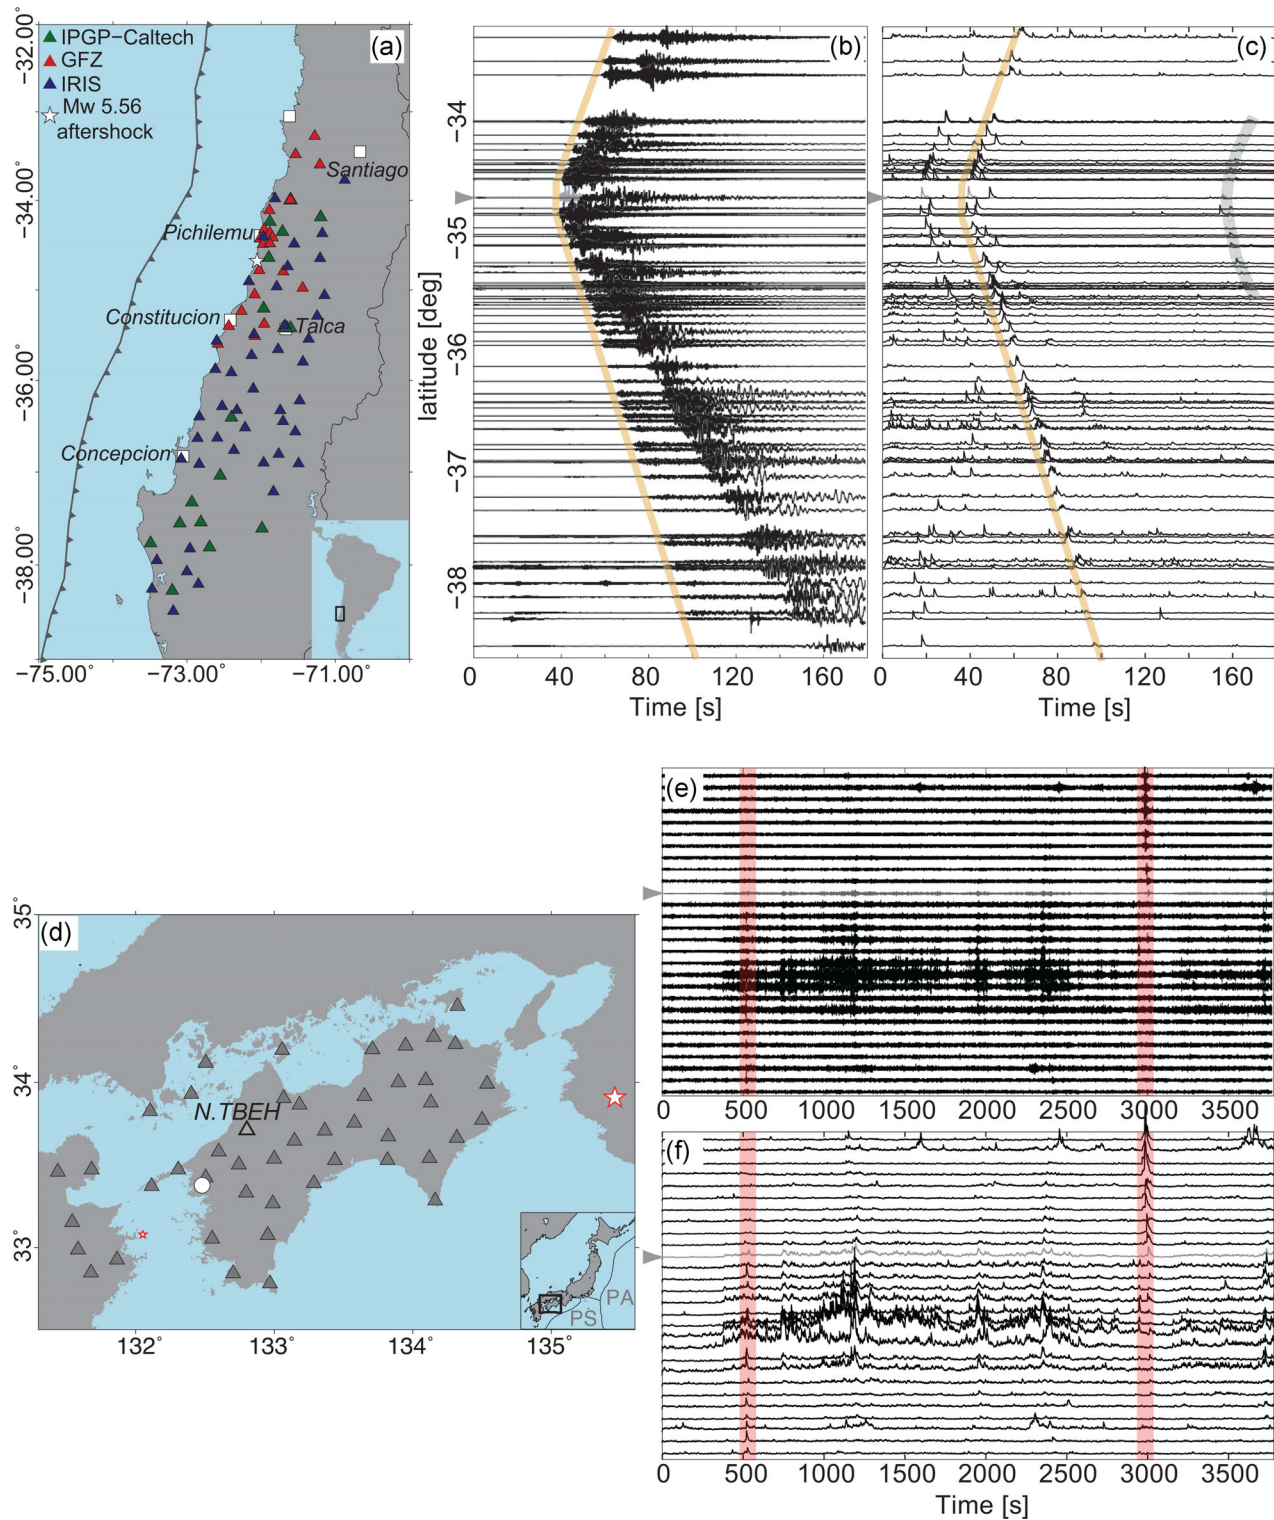 (a)
IPGP−Caltech
GFZ
IRIS
Mw 5.56
aftershock
−32.00°
−34.00°
−36.00°
−38.00°
Santiago
Pichilemu
Constitucion
Talca
Concepcion
−75.00°
−73.00°
−71.00°
(b)
latitude [deg]
−34
−35
−36
−37
−38
0
40
80
120
160
Time [s]
(c)
0
40
80
120
160
Time [s]
(d)
35°
34°
33°
N.TBEH
PA
PS
132°
133°
134°
135°
(e)
0
500
1000
1500
2000
2500
3000
3500
(f)
0
500
1000
1500
2000
2500
3000
3500
Time [s]